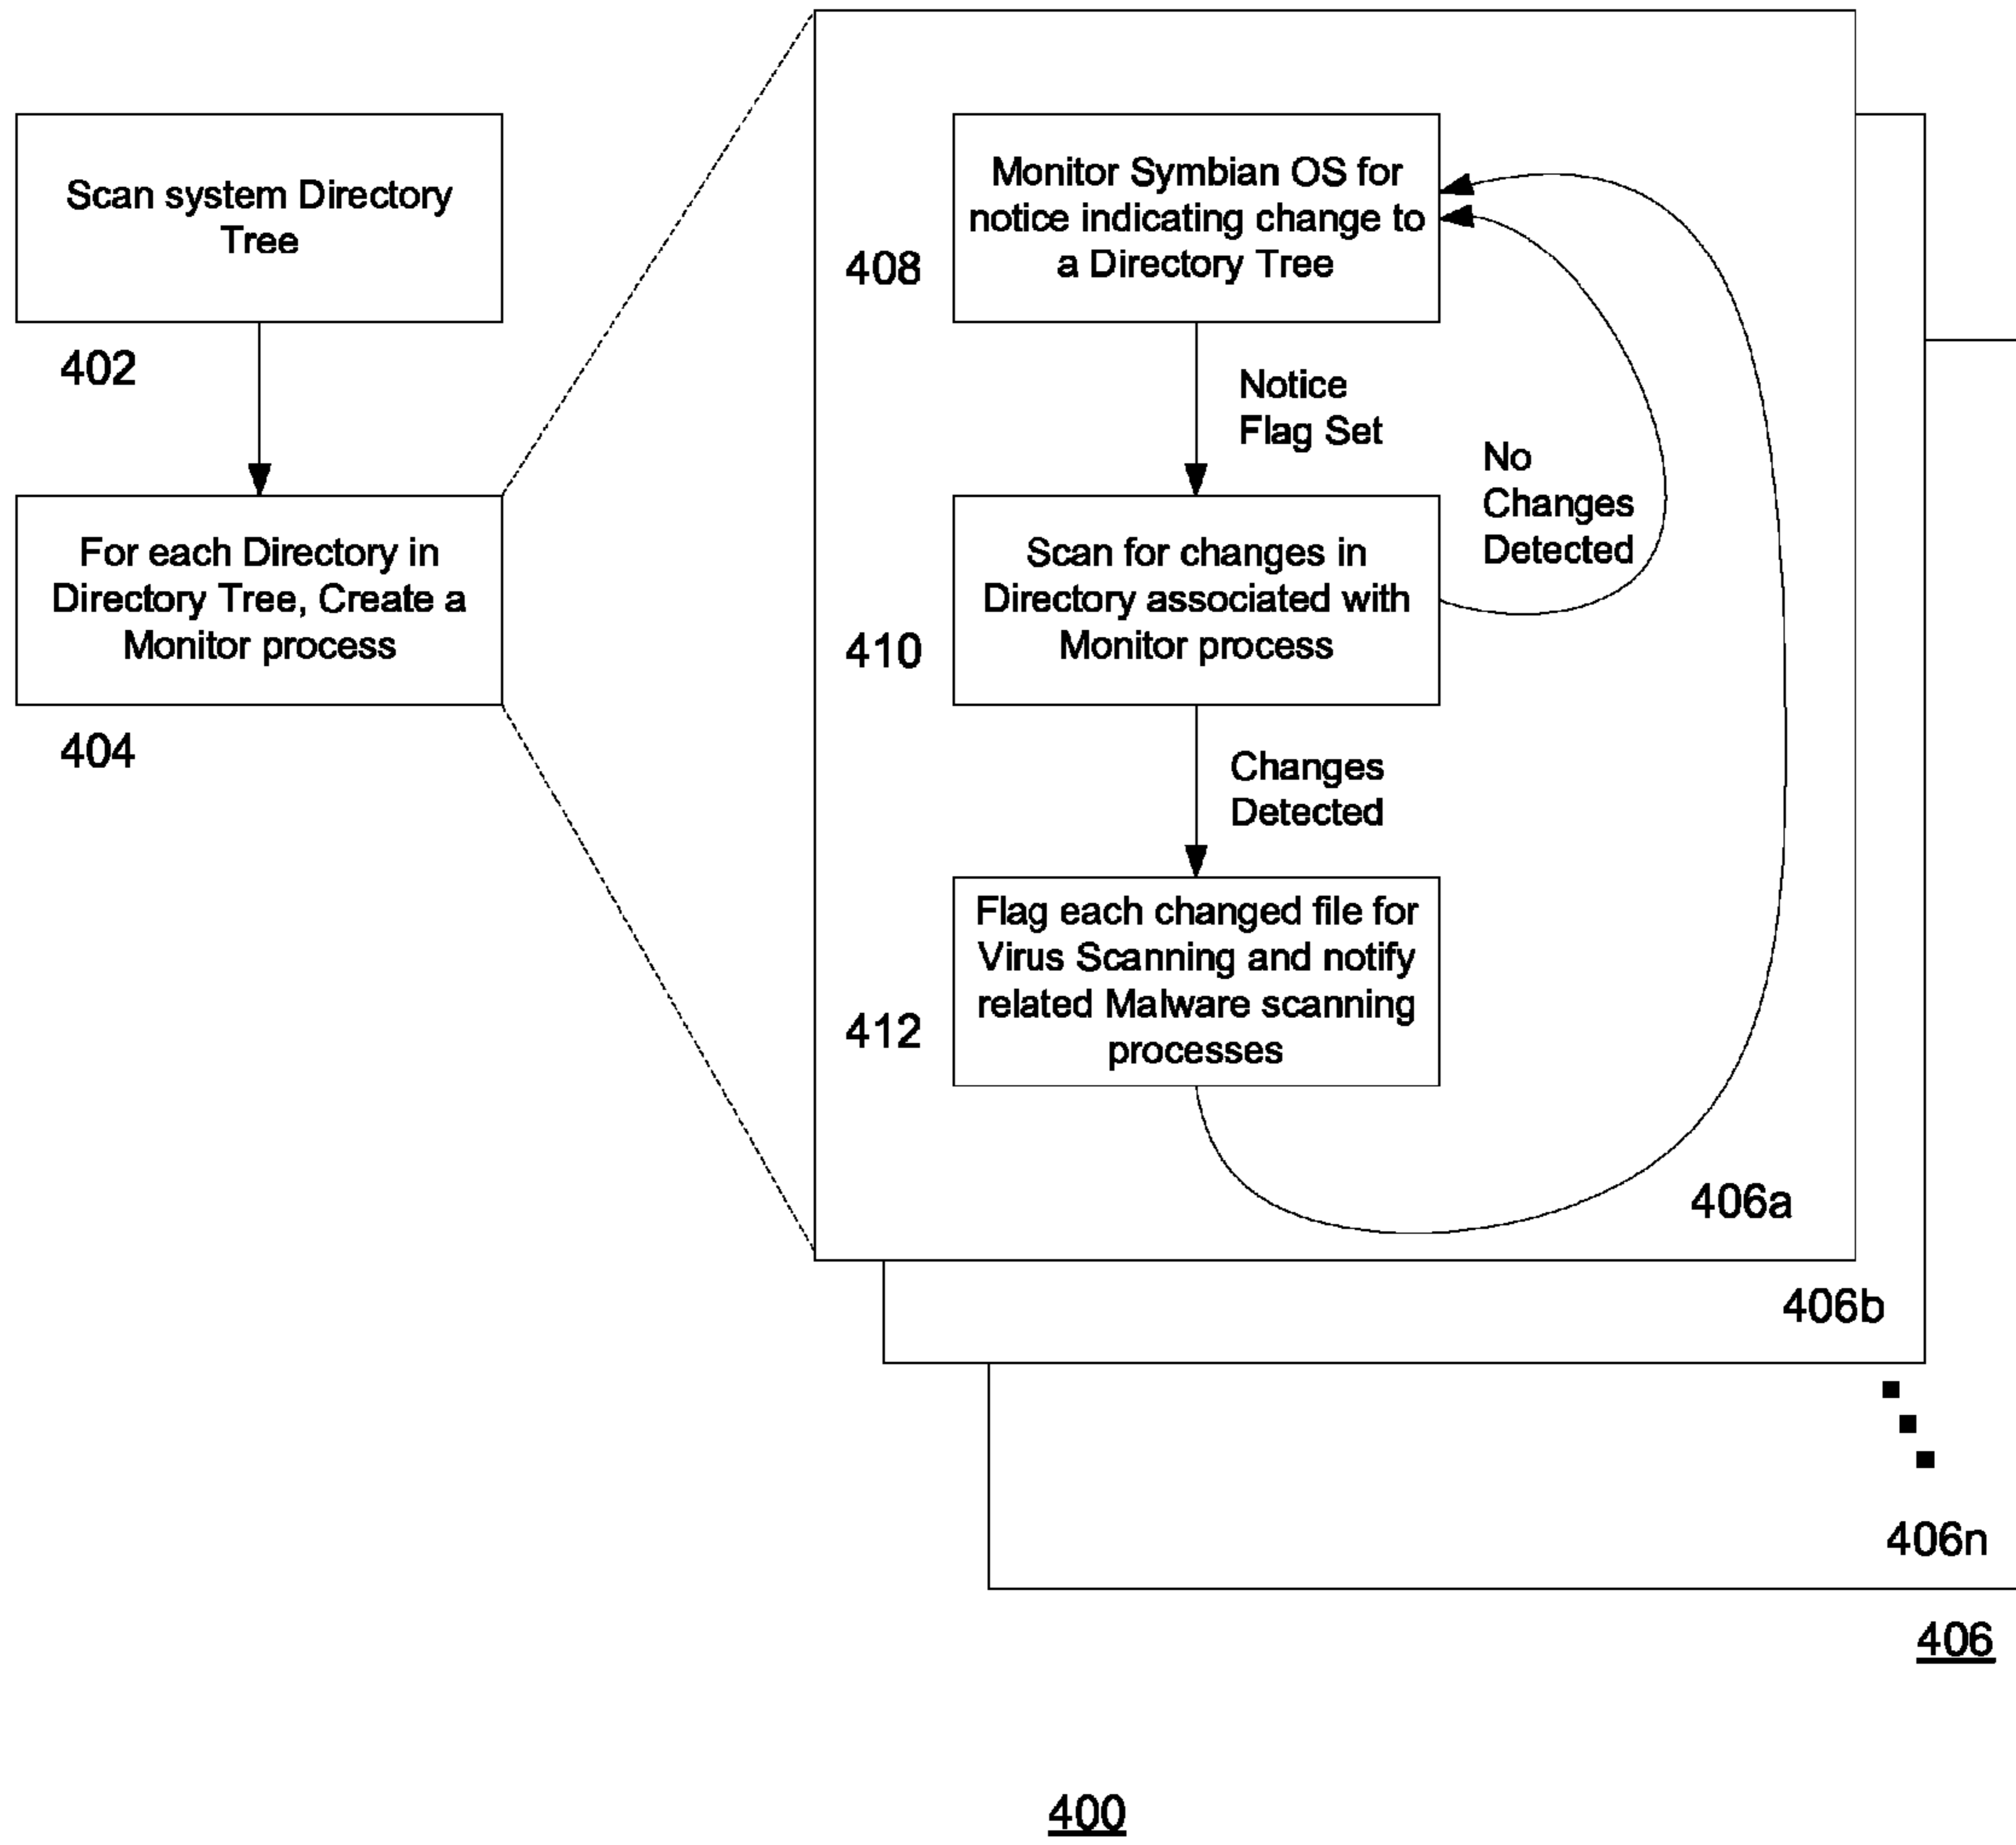 Scan system Directory
Tree
402
For each Directory in
Directory Tree, Create a
Monitor process
404
Monitor Symbian OS for
notice indicating change to
a Directory Tree
408
Notice
Flag Set
No
Changes
Detected
Scan for changes in
Directory associated with
Monitor process
410
Changes
Detected
Flag each changed file for
Virus Scanning and notify
related Malware scanning
processes
412
406a
406b
406n
406
400